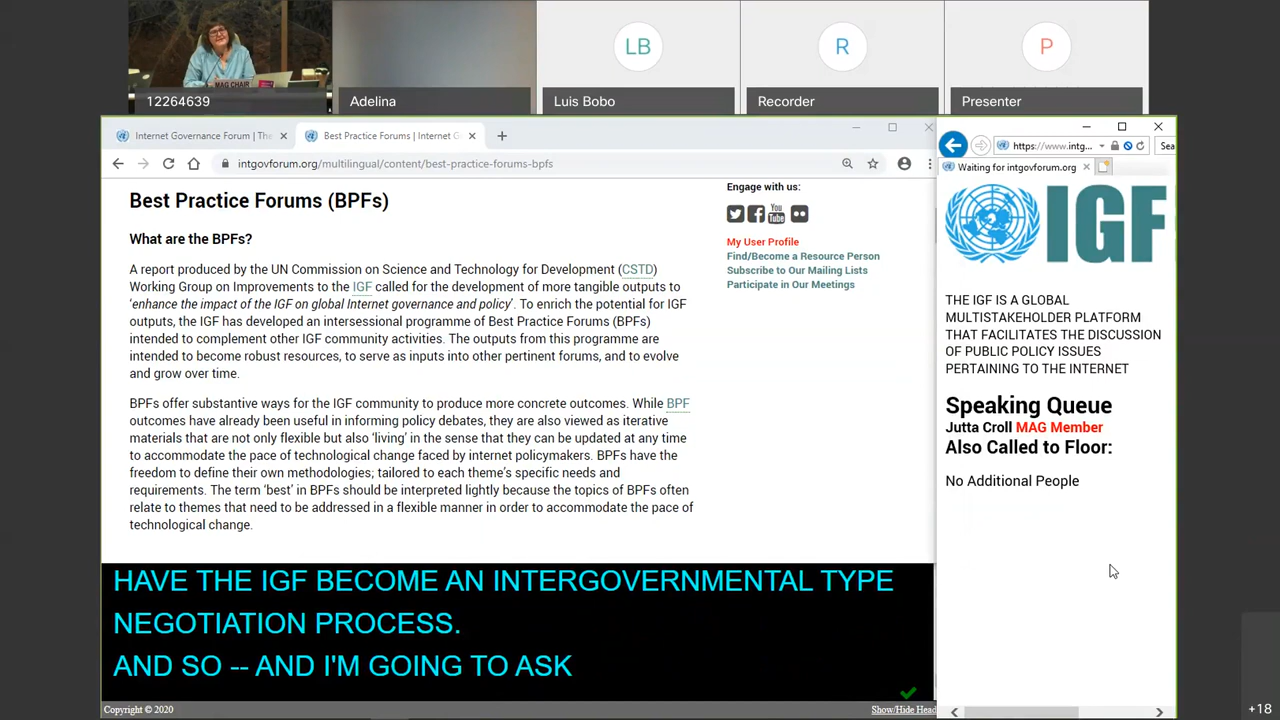 MAG CHAIR
12264639
Adelina
LB
Luis Bobo
R
Recorder
P
Presenter
Internet Governance Forum | The
Best Practice Forums | Internet G
intgovforum.org/multilingual/content/best-practice-forums-bpfs
Best Practice Forums (BPFs)
What are the BPFs?
A report produced by the UN Commission on Science and Technology for Development (CSTD)
Working Group on Improvements to the IGF called for the development of more tangible outputs to
‘enhance the impact of the IGF on global Internet governance and policy’. To enrich the potential for IGF
outputs, the IGF has developed an intersessional programme of Best Practice Forums (BPFs)
intended to complement other IGF community activities. The outputs from this programme are
intended to become robust resources, to serve as inputs into other pertinent forums, and to evolve
and grow over time.
BPFs offer substantive ways for the IGF community to produce more concrete outcomes. While BPF
outcomes have already been useful in informing policy debates, they are also viewed as iterative
materials that are not only flexible but also ‘living’ in the sense that they can be updated at any time
to accommodate the pace of technological change faced by internet policymakers. BPFs have the
freedom to define their own methodologies; tailored to each theme's specific needs and
requirements. The term ‘best’ in BPFs should be interpreted lightly because the topics of BPFs often
relate to themes that need to be addressed in a flexible manner in order to accommodate the pace of
technological change.
Engage with us:
You
Tube
My User Profile
Find/Become a Resource Person
Subscribe to Our Mailing Lists
Participate in Our Meetings
https://www.intg...
Sea
Waiting for intgovforum.org
IGF
THE IGF IS A GLOBAL
MULTISTAKEHOLDER PLATFORM
THAT FACILITATES THE DISCUSSION
OF PUBLIC POLICY ISSUES
PERTAINING TO THE INTERNET
Speaking Queue
Jutta Croll MAG Member
Also Called to Floor:
No Additional People
HAVE THE IGF BECOME AN INTERGOVERNMENTAL TYPE
NEGOTIATION PROCESS.
AND SO -- AND I'M GOING TO ASK
Copyright © 2020
Show/Hide Head
+18